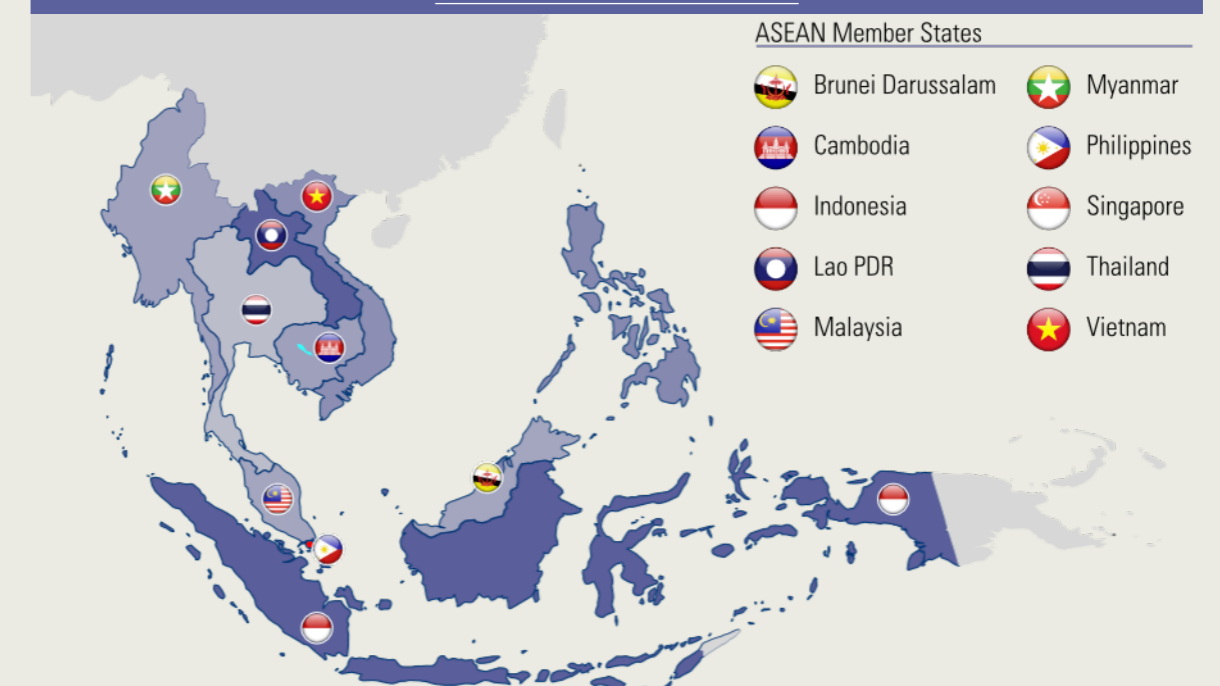 ASEAN Member States
Brunei Darussalam
Myanmar
Cambodia
Philippines
Indonesia
Singapore
Lao PDR
Thailand
Malaysia
Vietnam